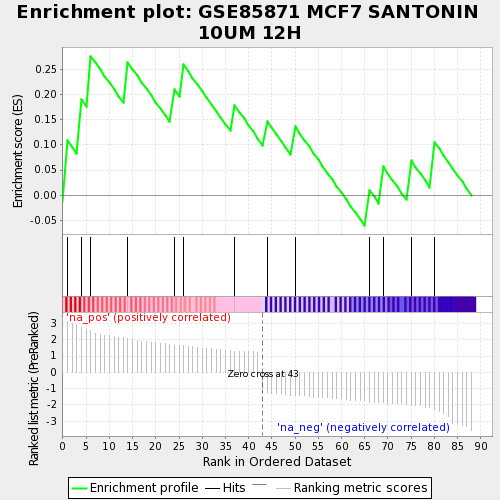 Enrichment plot: GSE85871 MCF7 SANTONIN
10UM 12H
Enrichment score (ES)
0.25
0.20
0.15
0.10
0.05
0.00
-0.05
'na_pos' (positively correlated)
Ranked list metric (PreRanked)
3
2
1
0
-1
-2
-3
Zero cross at 43
'na_neg' (negatively correlated)
0 5 10 15 20 25 30 35 40 45 50 55 60 65 70 75 80 85 90
Rank in Ordered Dataset
Enrichment profile Hits Ranking metric scores